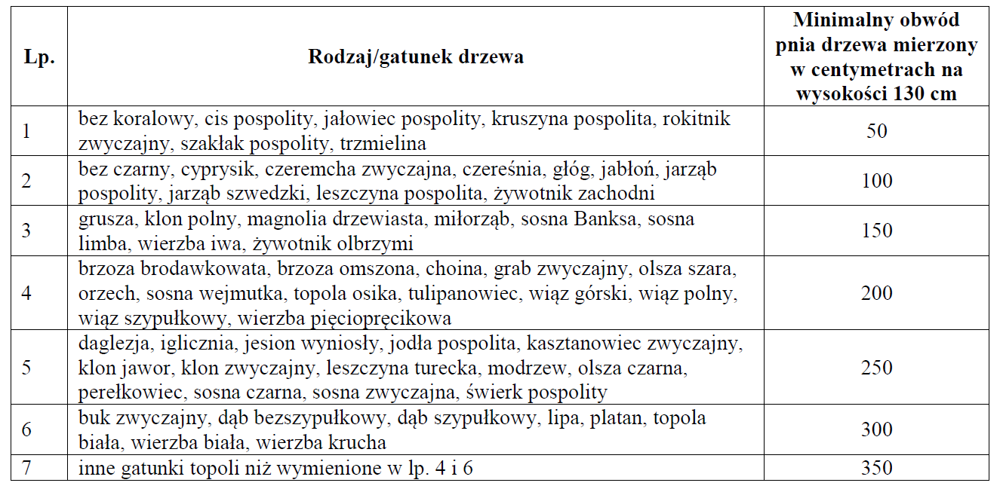 Lp.
Rodzaj/gatunek drzewa
Minimalny obwód
pnia drzewa mierzony
w centymetrach na
wysokości 130 cm
1
bez koralowy, cis pospolity, jałowiec pospolity, kruszyna pospolita, rokitnik
zwyczajny, szakłak pospolity, trzmielina
50
2
bez czarny, cyprysik, czeremcha zwyczajna, czereśnia, głóg, jabłoń, jarząb
pospolity, jarząb szwedzki, leszczyna pospolita, żywotnik zachodni
100
3
grusza, klon polny, magnolia drzewiasta, miłorząb, sosna Banksa, sosna
limba, wierzba iwa, żywotnik olbrzymi
150
4
brzoza brodawkowata, brzoza omszona, choina, grab zwyczajny, olsza szara,
orzech, sosna wejmutka, topola osika, tulipanowiec, wiąz górski, wiąz polny,
wiąz szypułkowy, wierzba pięciopręcikowa
200
5
daglezja, iglicznia, jesion wyniosły, jodła pospolita, kasztanowiec zwyczajny,
klon jawor, klon zwyczajny, leszczyna turecka, modrzew, olsza czarna,
perełkowiec, sosna czarna, sosna zwyczajna, świerk pospolity
250
6
buk zwyczajny, dąb bezszypułkowy, dąb szypułkowy, lipa, platan, topola
biała, wierzba biała, wierzba krucha
300
7
inne gatunki topoli niż wymienione w lp. 4 i 6
350